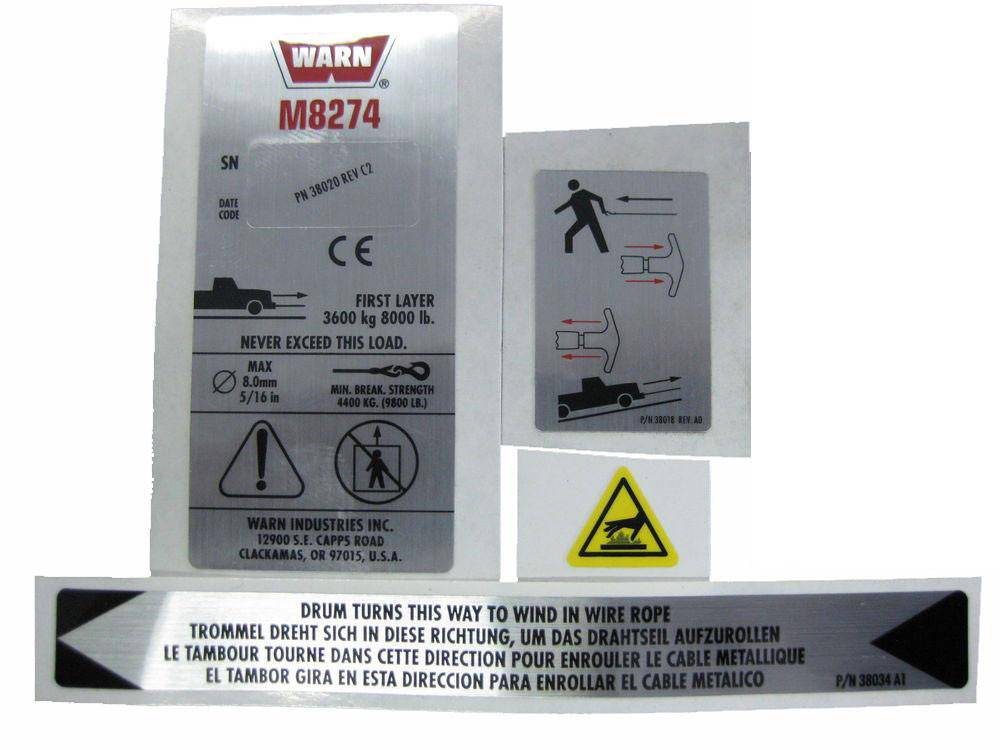 WARN
®
M8274
SN
PN 38020 REV C2
DATE
CODE
CE
FIRST LAYER
3600 kg 8000 lb.
NEVER EXCEED THIS LOAD.
MAX
8.0mm
5/16 in
MIN. BREAK. STRENGTH
4400 KG. (9800 LB.)
WARN INDUSTRIES INC.
12900 S.E. CAPPS ROAD
CLACKAMAS, OR 97015, U.S.A.
P/N 38018 REV. A0
DRUM TURNS THIS WAY TO WIND IN WIRE ROPE
TROMMEL DREHT SICH IN DIESE RICHTUNG, UM DAS DRAHTSEIL AUFZUROLLEN
LE TAMBOUR TOURNE DANS CETTE DIRECTION POUR ENROULER LE CABLE METALLIQUE
EL TAMBOR GIRA EN ESTA DIRECCION PARA ENROLLAR EL CABLE METALICO
P/N 38034 A1